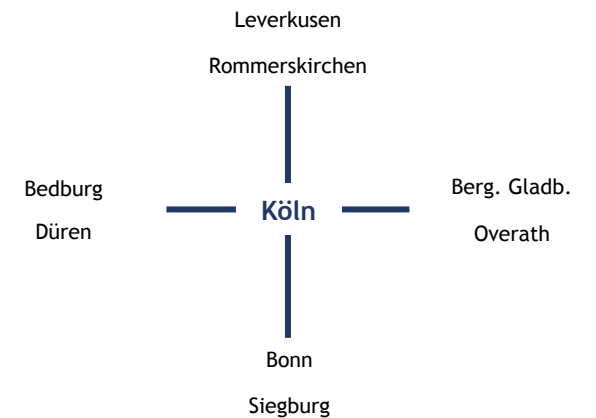 Leverkusen
Rommerskirchen
Bedburg
Berg. Gladb.
Köln
Düren
Overath
Bonn
Siegburg